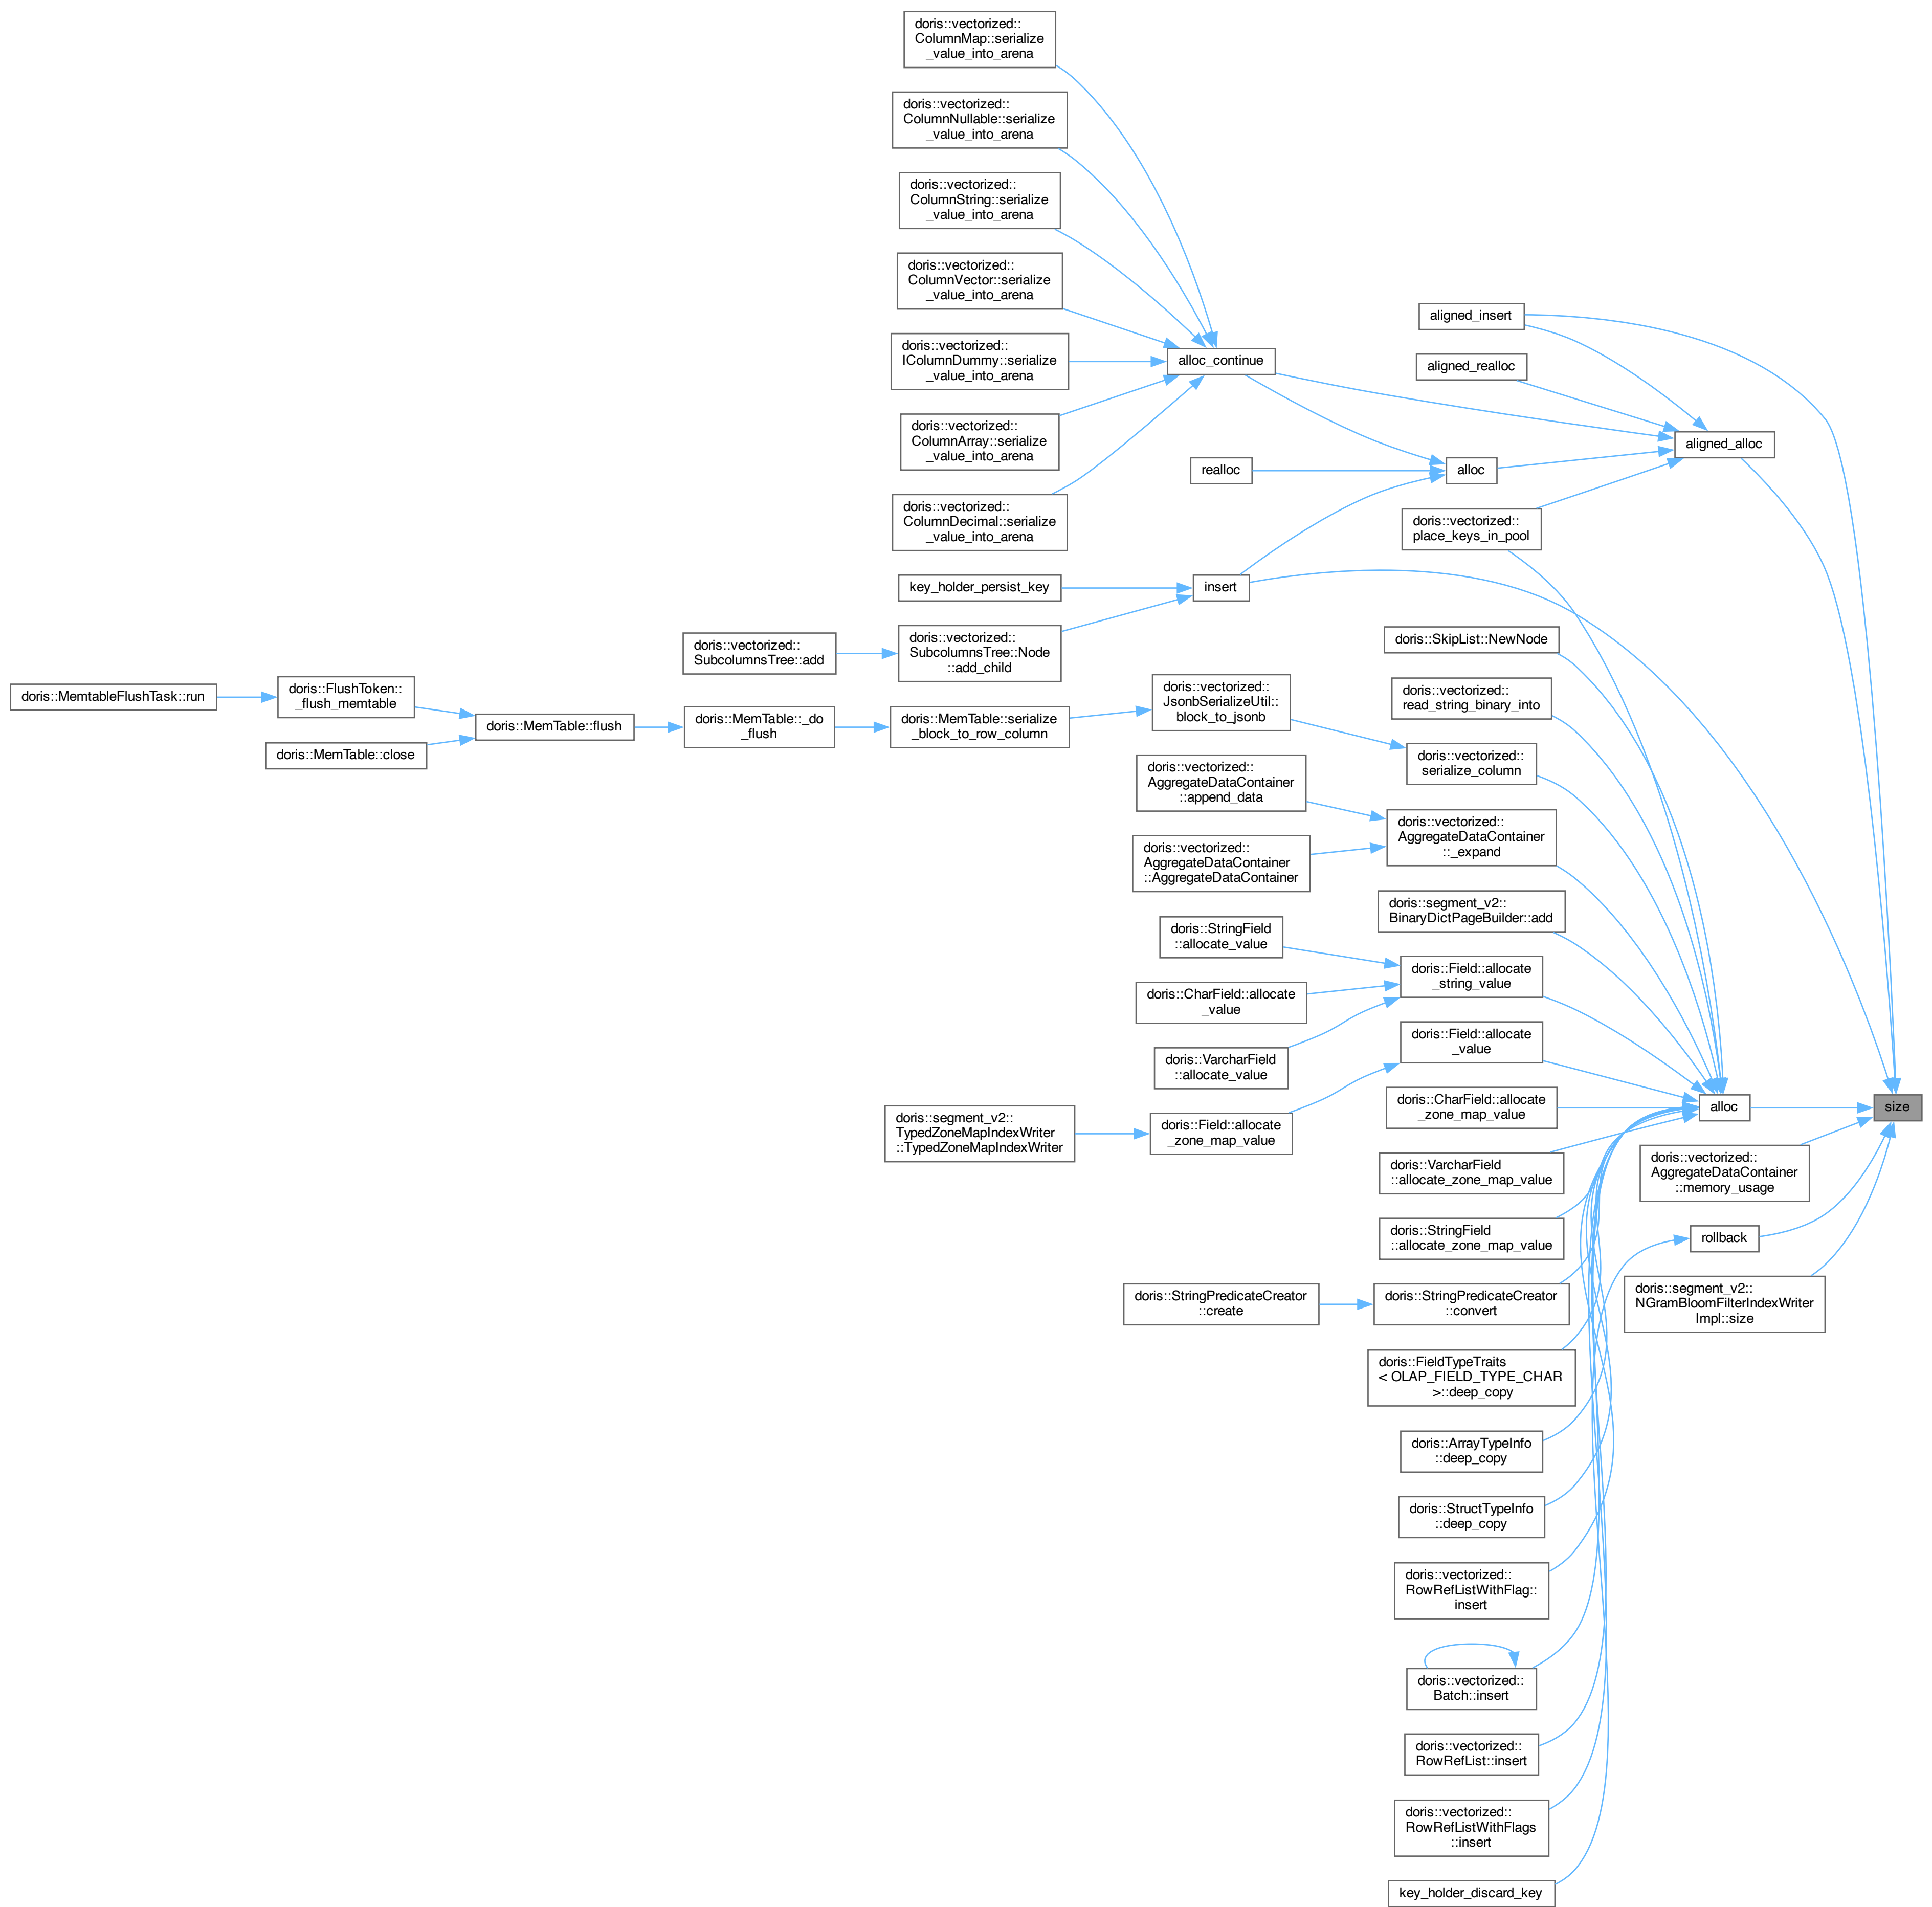 doris::vectorized::
ColumnMap::serialize
_value_into_arena
doris::vectorized::
ColumnNullable::serialize
_value_into_arena
doris::vectorized::
ColumnString::serialize
_value_into_arena
doris::vectorized::
ColumnVector::serialize
_value_into_arena
doris::vectorized::
IColumnDummy::serialize
_value_into_arena
doris::vectorized::
ColumnArray::serialize
_value_into_arena
doris::vectorized::
ColumnDecimal::serialize
_value_into_arena
alloc_continue
aligned_insert
aligned_realloc
aligned_alloc
realloc
alloc
doris::vectorized::
place_keys_in_pool
key_holder_persist_key
insert
doris::vectorized::
SubcolumnsTree::add
doris::vectorized::
SubcolumnsTree::Node
::add_child
doris::SkipList::NewNode
doris::MemtableFlushTask::run
doris::FlushToken::
_flush_memtable
doris::MemTable::close
doris::MemTable::flush
doris::MemTable::_do
_flush
doris::MemTable::serialize
_block_to_row_column
doris::vectorized::
JsonbSerializeUtil::
block_to_jsonb
doris::vectorized::
read_string_binary_into
doris::vectorized::
serialize_column
doris::vectorized::
AggregateDataContainer
::append_data
doris::vectorized::
AggregateDataContainer
::AggregateDataContainer
doris::vectorized::
AggregateDataContainer
::_expand
doris::segment_v2::
BinaryDictPageBuilder::add
doris::StringField
::allocate_value
doris::CharField::allocate
_value
doris::VarcharField
::allocate_value
doris::Field::allocate
_string_value
doris::Field::allocate
_value
doris::segment_v2::
TypedZoneMapIndexWriter
::TypedZoneMapIndexWriter
doris::Field::allocate
_zone_map_value
doris::CharField::allocate
_zone_map_value
alloc
size
doris::VarcharField
::allocate_zone_map_value
doris::vectorized::
AggregateDataContainer
::memory_usage
doris::StringField
::allocate_zone_map_value
rollback
doris::StringPredicateCreator
::create
doris::StringPredicateCreator
::convert
doris::segment_v2::
NGramBloomFilterIndexWriter
Impl::size
doris::FieldTypeTraits
< OLAP_FIELD_TYPE_CHAR
>::deep_copy
doris::ArrayTypeInfo
::deep_copy
doris::StructTypeInfo
::deep_copy
doris::vectorized::
RowRefListWithFlag::
insert
doris::vectorized::
Batch::insert
doris::vectorized::
RowRefList::insert
doris::vectorized::
RowRefListWithFlags
::insert
key_holder_discard_key